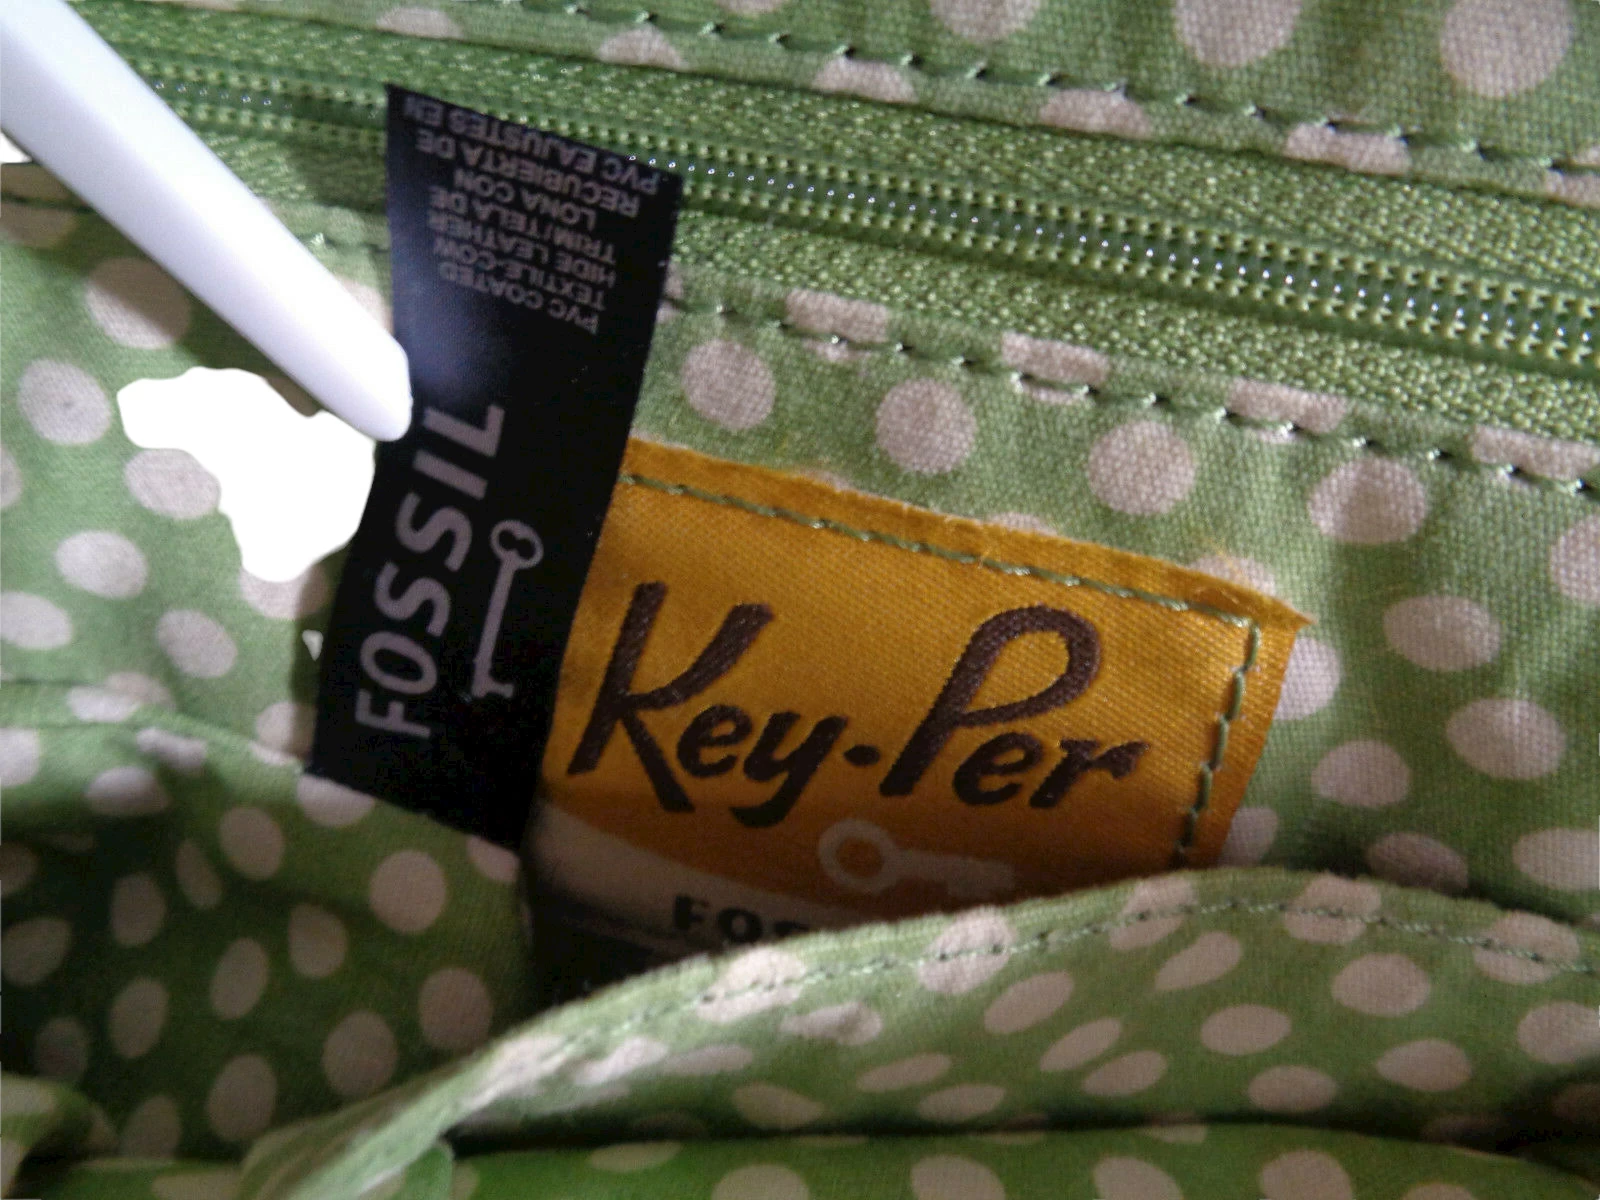 FOSSIL
PVC COATED
TEXTILE-COW
HIDE LEATHER
TRIM/TELA DE
LONA CON
RECUBIERTA DE
PVC EAJUSTES EN
Key-Per
FOS